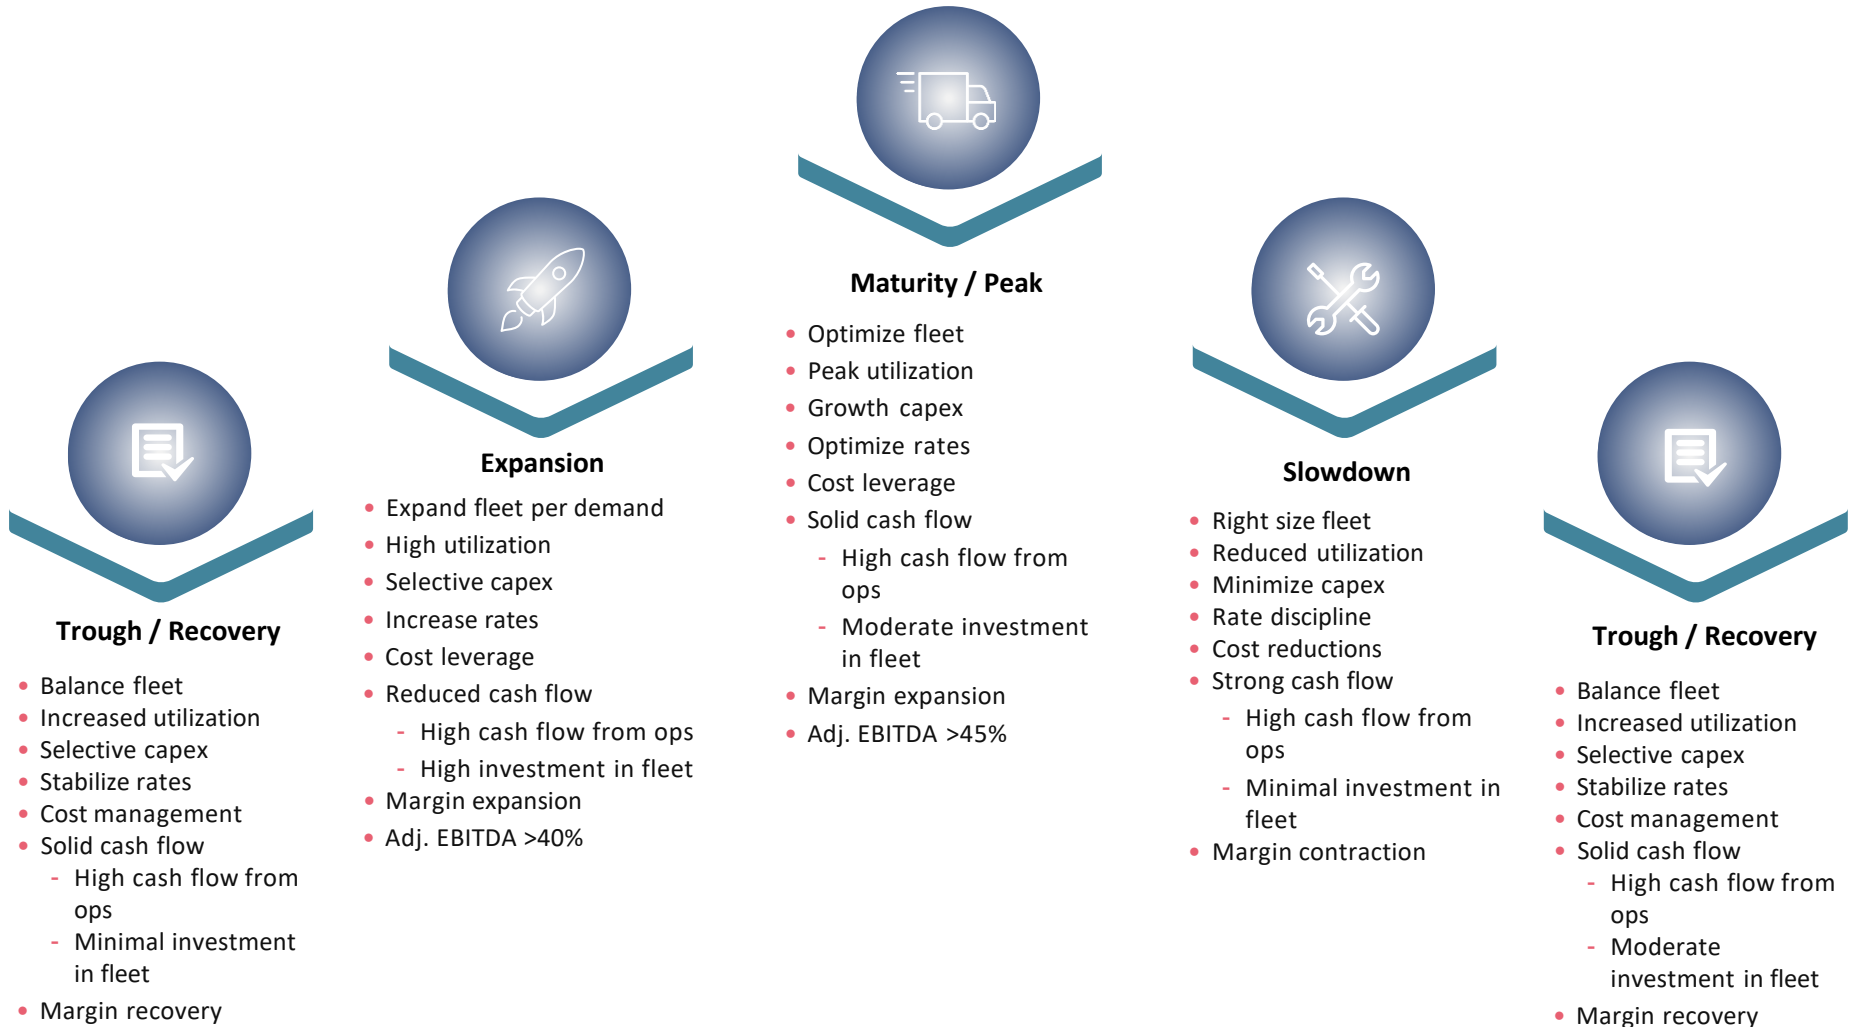 Trough / Recovery
• Balance fleet
• Increased utilization
• Selective capex
• Stabilize rates
• Cost management
• Solid cash flow
- High cash flow from
ops
- Minimal investment
in fleet
• Margin recovery
Expansion
• Expand fleet per demand
• High utilization
• Selective capex
• Increase rates
• Cost leverage
• Reduced cash flow
- High cash flow from ops
- High investment in fleet
• Margin expansion
• Adj. EBITDA >40%
Maturity / Peak
• Optimize fleet
• Peak utilization
• Growth capex
• Optimize rates
• Cost leverage
• Solid cash flow
- High cash flow from
ops
- Moderate investment
in fleet
• Margin expansion
• Adj. EBITDA >45%
Slowdown
• Right size fleet
• Reduced utilization
• Minimize capex
• Rate discipline
• Cost reductions
• Strong cash flow
- High cash flow from
ops
- Minimal investment in
fleet
• Margin contraction
Trough / Recovery
• Balance fleet
• Increased utilization
• Selective capex
• Stabilize rates
• Cost management
• Solid cash flow
- High cash flow from
ops
- Moderate
investment in fleet
• Margin recovery